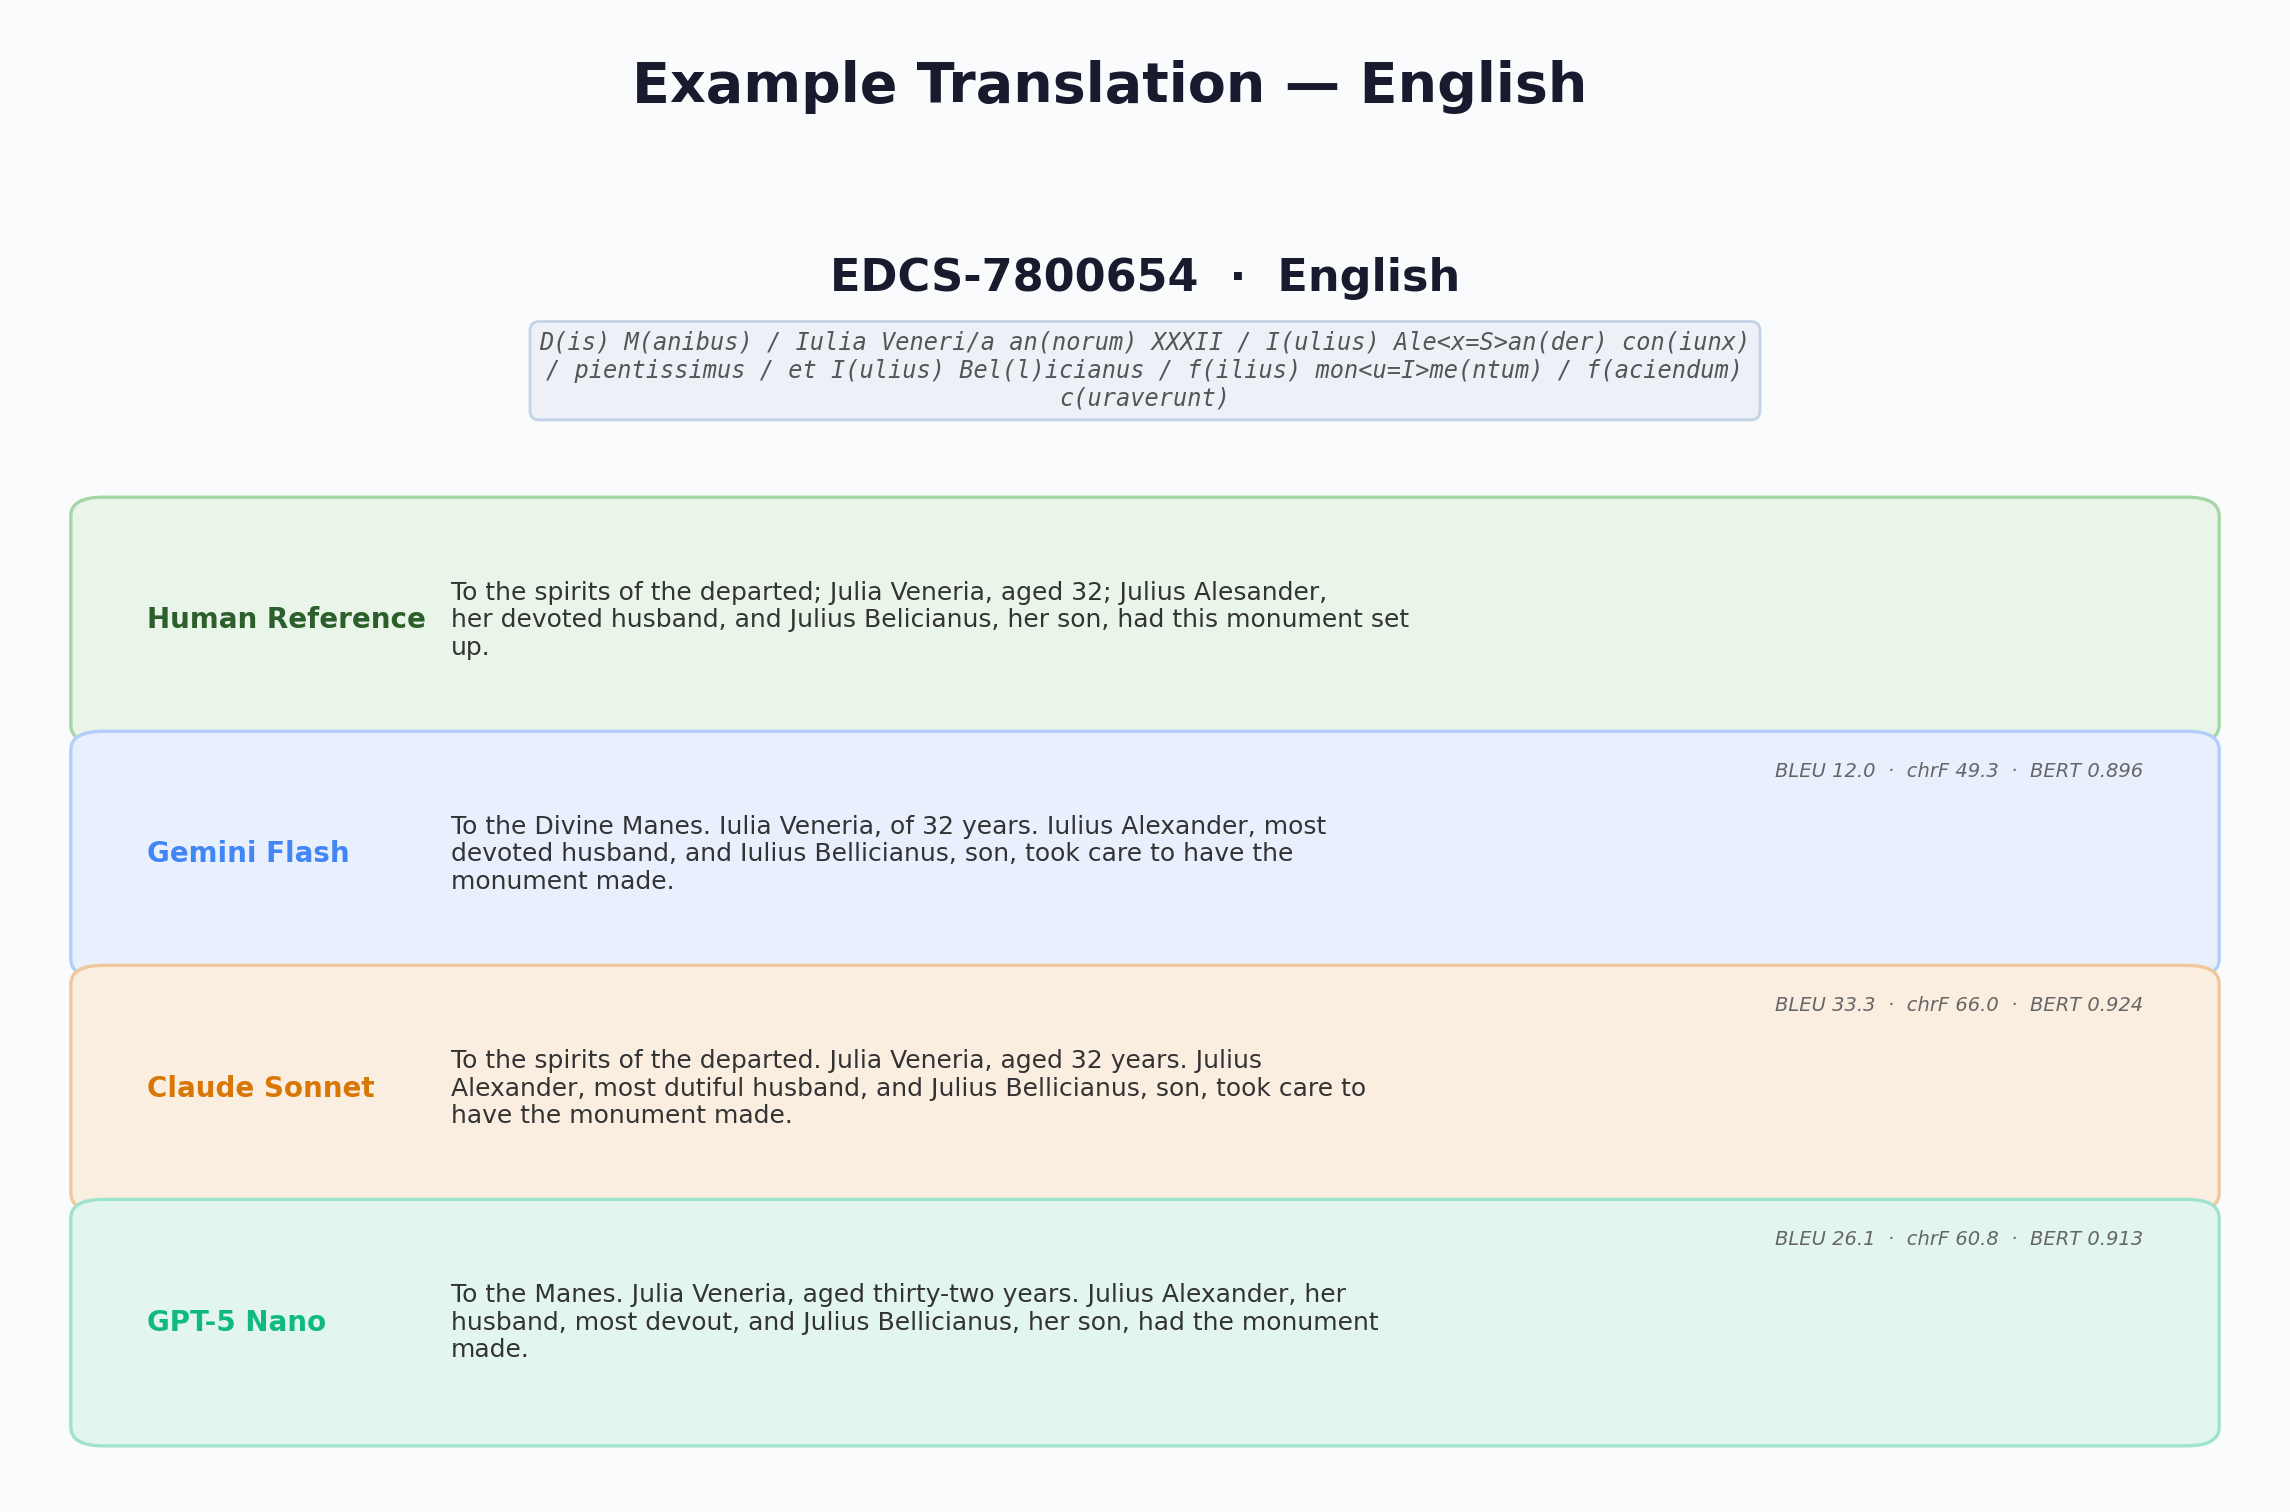 Example Translation — English
EDCS-7800654 · English
D(is) M(anibus) / Iulia Veneri/a an(norum) XXXII / I(ulius) Ale<x=S>an(der) con(iunx)
/ pientissimus / et I(ulius) Bel(l)icianus / f(ilius) mon<u=I>me(ntum) / f(aciendum)
c(uraverunt)
Human Reference
To the spirits of the departed; Julia Veneria, aged 32; Julius Alesander,
her devoted husband, and Julius Belicianus, her son, had this monument set
up.
BLEU 12.0 · chrF 49.3 · BERT 0.896
Gemini Flash
To the Divine Manes. Iulia Veneria, of 32 years. Iulius Alexander, most
devoted husband, and Iulius Bellicianus, son, took care to have the
monument made.
BLEU 33.3 · chrF 66.0 · BERT 0.924
Claude Sonnet
To the spirits of the departed. Julia Veneria, aged 32 years. Julius
Alexander, most dutiful husband, and Julius Bellicianus, son, took care to
have the monument made.
BLEU 26.1 · chrF 60.8 · BERT 0.913
GPT-5 Nano
To the Manes. Julia Veneria, aged thirty-two years. Julius Alexander, her
husband, most devout, and Julius Bellicianus, her son, had the monument
made.